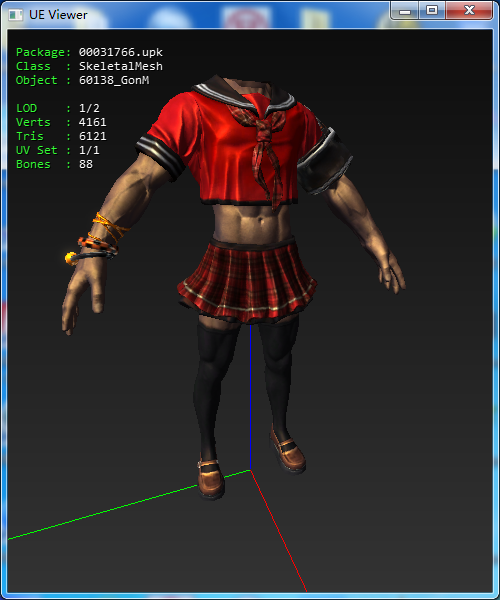 UE Viewer
Package: 00031766.upk
Class : SkeletalMesh
Object : 60138_GonM
LOD : 1/2
Verts : 4161
Tris : 6121
UV Set : 1/1
Bones : 88